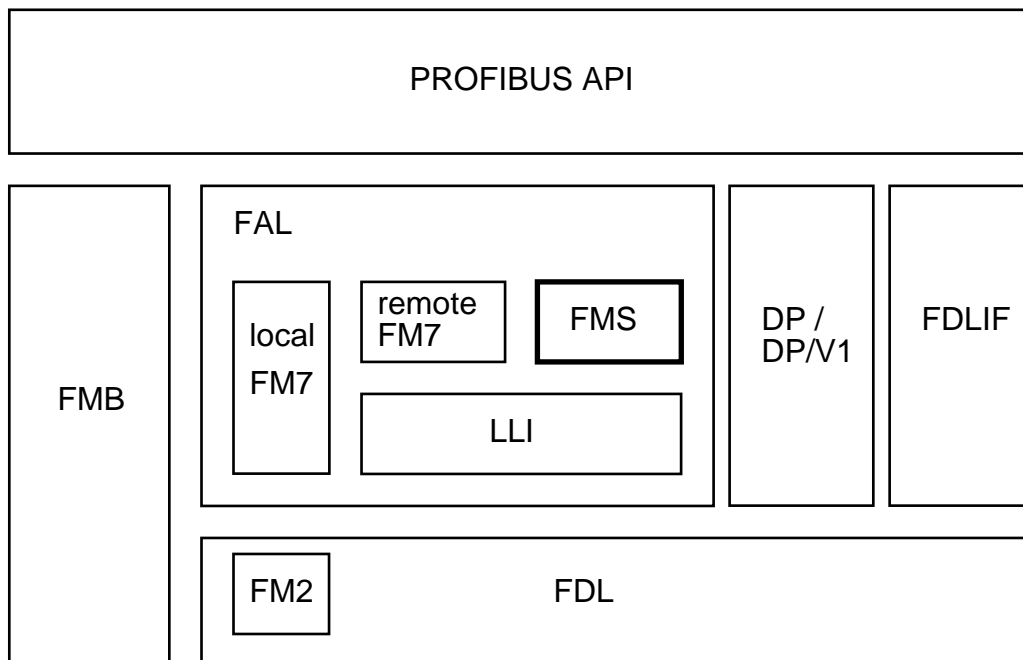 PROFIBUS API
FMB
FAL
local
FM7
remote
FM7
FMS
LLI
DP /
DP/V1
FDLIF
FM2
FDL